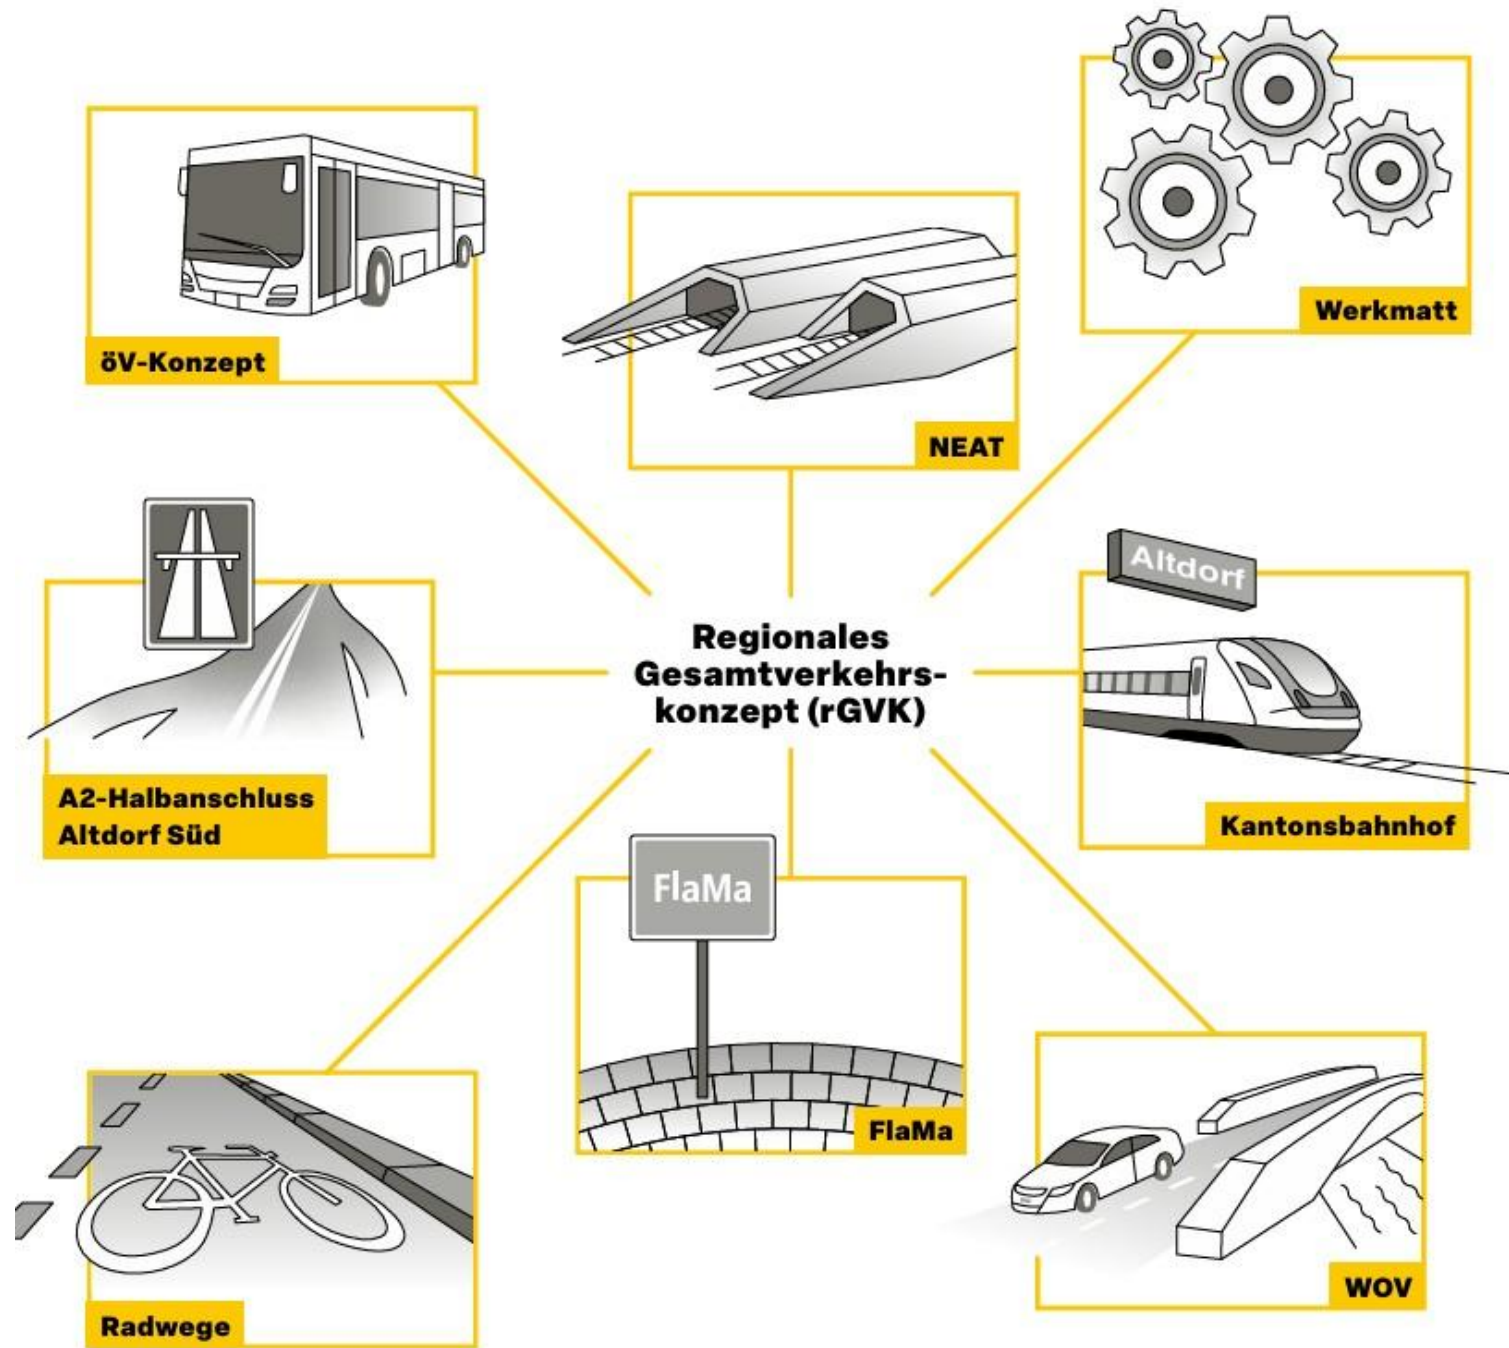 Werkmatt
öV-Konzept
NEAT
Altdorf
Regionales
Gesamtverkehrs-
konzept (rGVK)
A2-Halbanschluss
Altdorf Süd
Kantonsbahnhof
FlaMa
FlaMa
WOV
Radwege